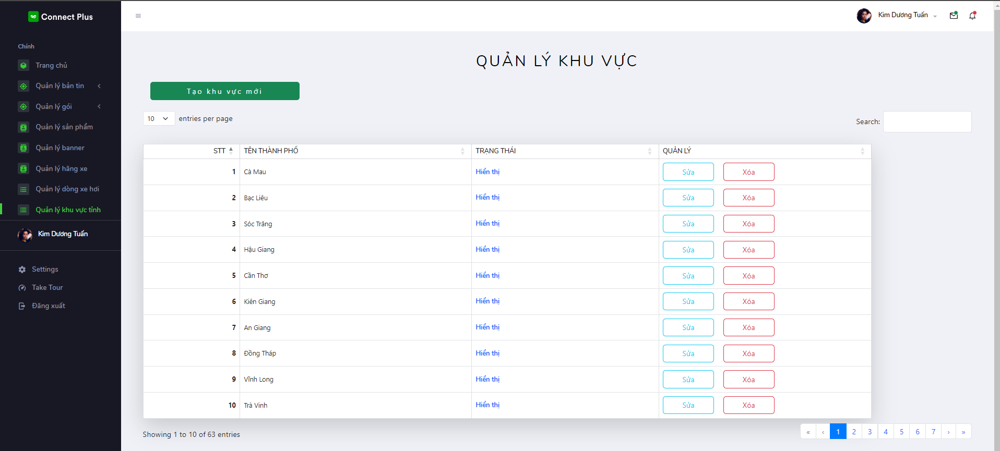 Connect Plus
Kim Dương Tuấn
Chính
Trang chủ
Quản lý bản tin
Quản lý gói
Quản lý sản phẩm
Quản lý banner
Quản lý hãng xe
Quản lý dòng xe hơi
Quản lý khu vực tỉnh
Kim Dương Tuấn
Settings
Take Tour
Đăng xuất
QUẢN LÝ KHU VỰC
Tạo khu vực mới
10 entries per page
Search:
STT TÊN THÀNH PHỐ TRẠNG THÁI QUẢN LÝ
1 Cà Mau Hiển thị Sửa Xóa
2 Bạc Liêu Hiển thị Sửa Xóa
3 Sóc Trăng Hiển thị Sửa Xóa
4 Hậu Giang Hiển thị Sửa Xóa
5 Cần Thơ Hiển thị Sửa Xóa
6 Kiên Giang Hiển thị Sửa Xóa
7 An Giang Hiển thị Sửa Xóa
8 Đồng Tháp Hiển thị Sửa Xóa
9 Vĩnh Long Hiển thị Sửa Xóa
10 Trà Vinh Hiển thị Sửa Xóa
Showing 1 to 10 of 63 entries
« ‹ 1 2 3 4 5 6 7 › »